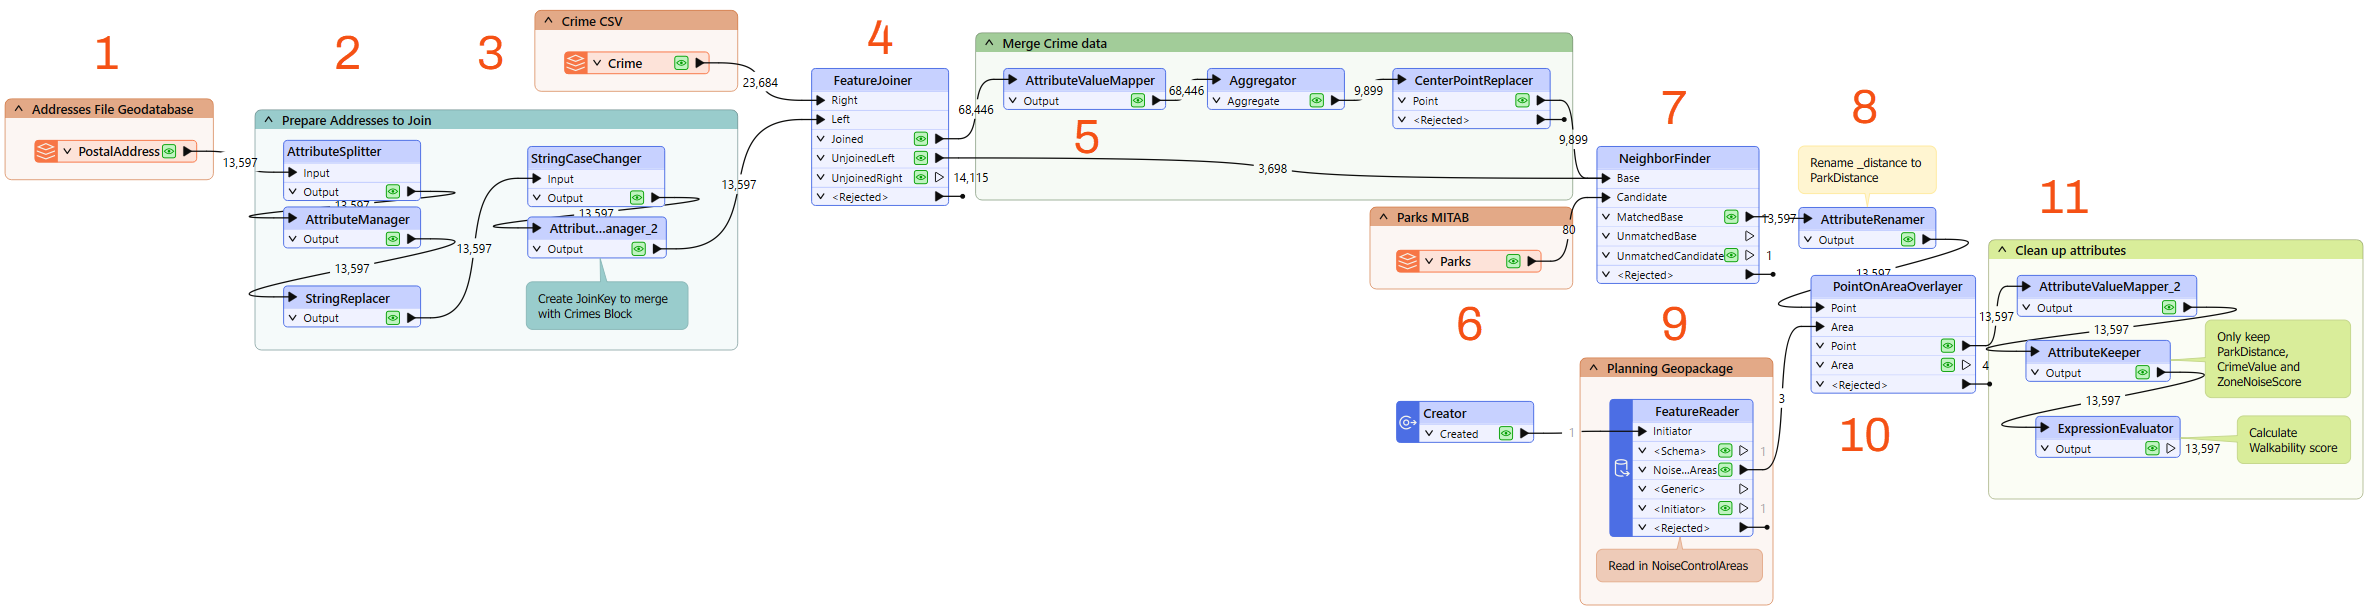 1
Addresses File Geodatabase
PostalAddress
13,597
2
Prepare Addresses to Join
AttributeSplitter
Input
Output
13,597
AttributeManager
Output
13,597
StringReplacer
Output
13,597
StringCaseChanger
Input
Output
13,597
Attribut...anager_2
Output
Create JoinKey to merge
with Crimes Block
13,597
3
Crime CSV
Crime
23,684
4
FeatureJoiner
Right
Left
Joined
UnjoinedLeft
UnjoinedRight
14,115
<Rejected>
68,446
3,698
Merge Crime data
AttributeValueMapper
Output
68,446
Aggregator
Aggregate
9,899
CenterPointReplacer
Point
<Rejected>
9,899
5
Parks MITAB
Parks
80
6
7
NeighborFinder
Base
Candidate
MatchedBase
UnmatchedBase
UnmatchedCandidate
1
<Rejected>
13,597
8
Rename _distance to
ParkDistance
AttributeRenamer
Output
13,597
9
Creator
Created
1
Planning Geopackage
FeatureReader
Initiator
<Schema>
1
Noise...Areas
<Generic>
<Initiator>
1
<Rejected>
Read in NoiseControlAreas
3
PointOnAreaOverlayer
Point
Area
Point
Area
4
<Rejected>
10
13,597
11
Clean up attributes
AttributeValueMapper_2
Output
13,597
AttributeKeeper
Output
Only keep
ParkDistance,
CrimeValue and
ZoneNoiseScore
13,597
ExpressionEvaluator
Output
13,597
Calculate
Walkability score